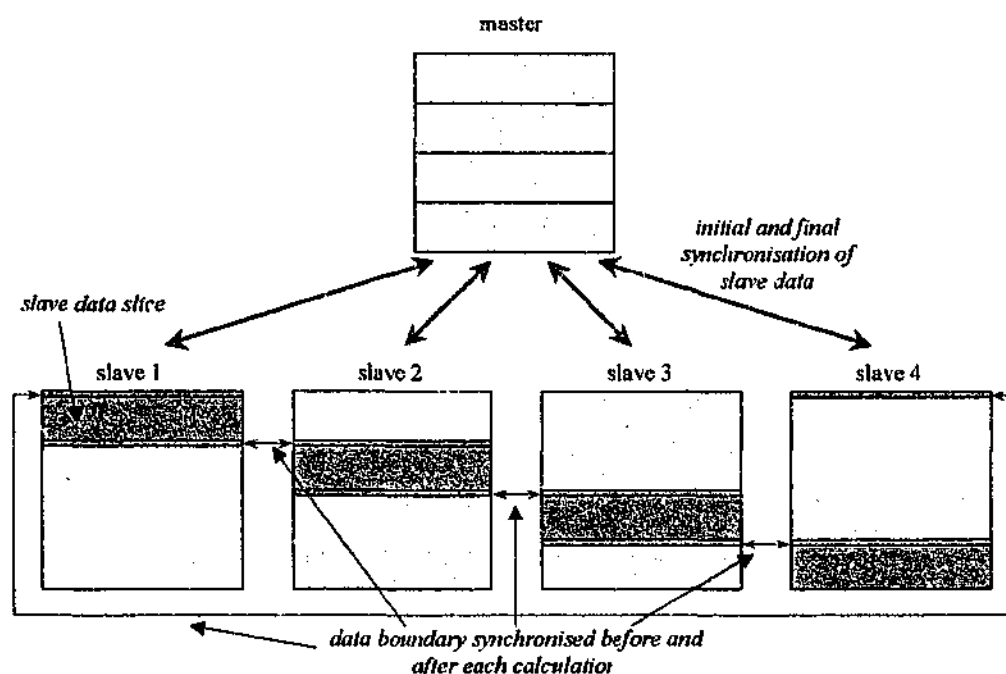 master
initial and final
synchronisation of
slave data
slave data slice
slave 1
slave 2
slave 3
slave 4
data boundary synchronised before and
after each calculation